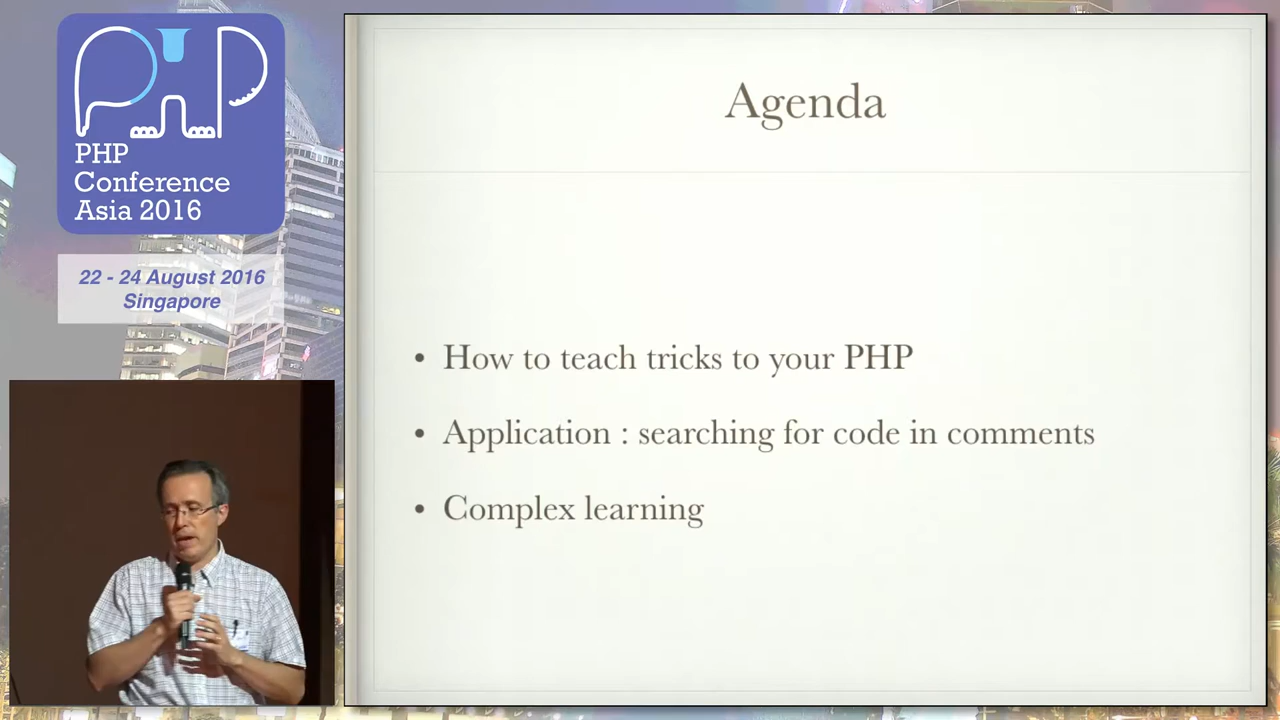 PHP
PHP
Conference
Asia 2016
22 - 24 August 2016
Singapore
Agenda
• How to teach tricks to your PHP
• Application : searching for code in comments
• Complex learning